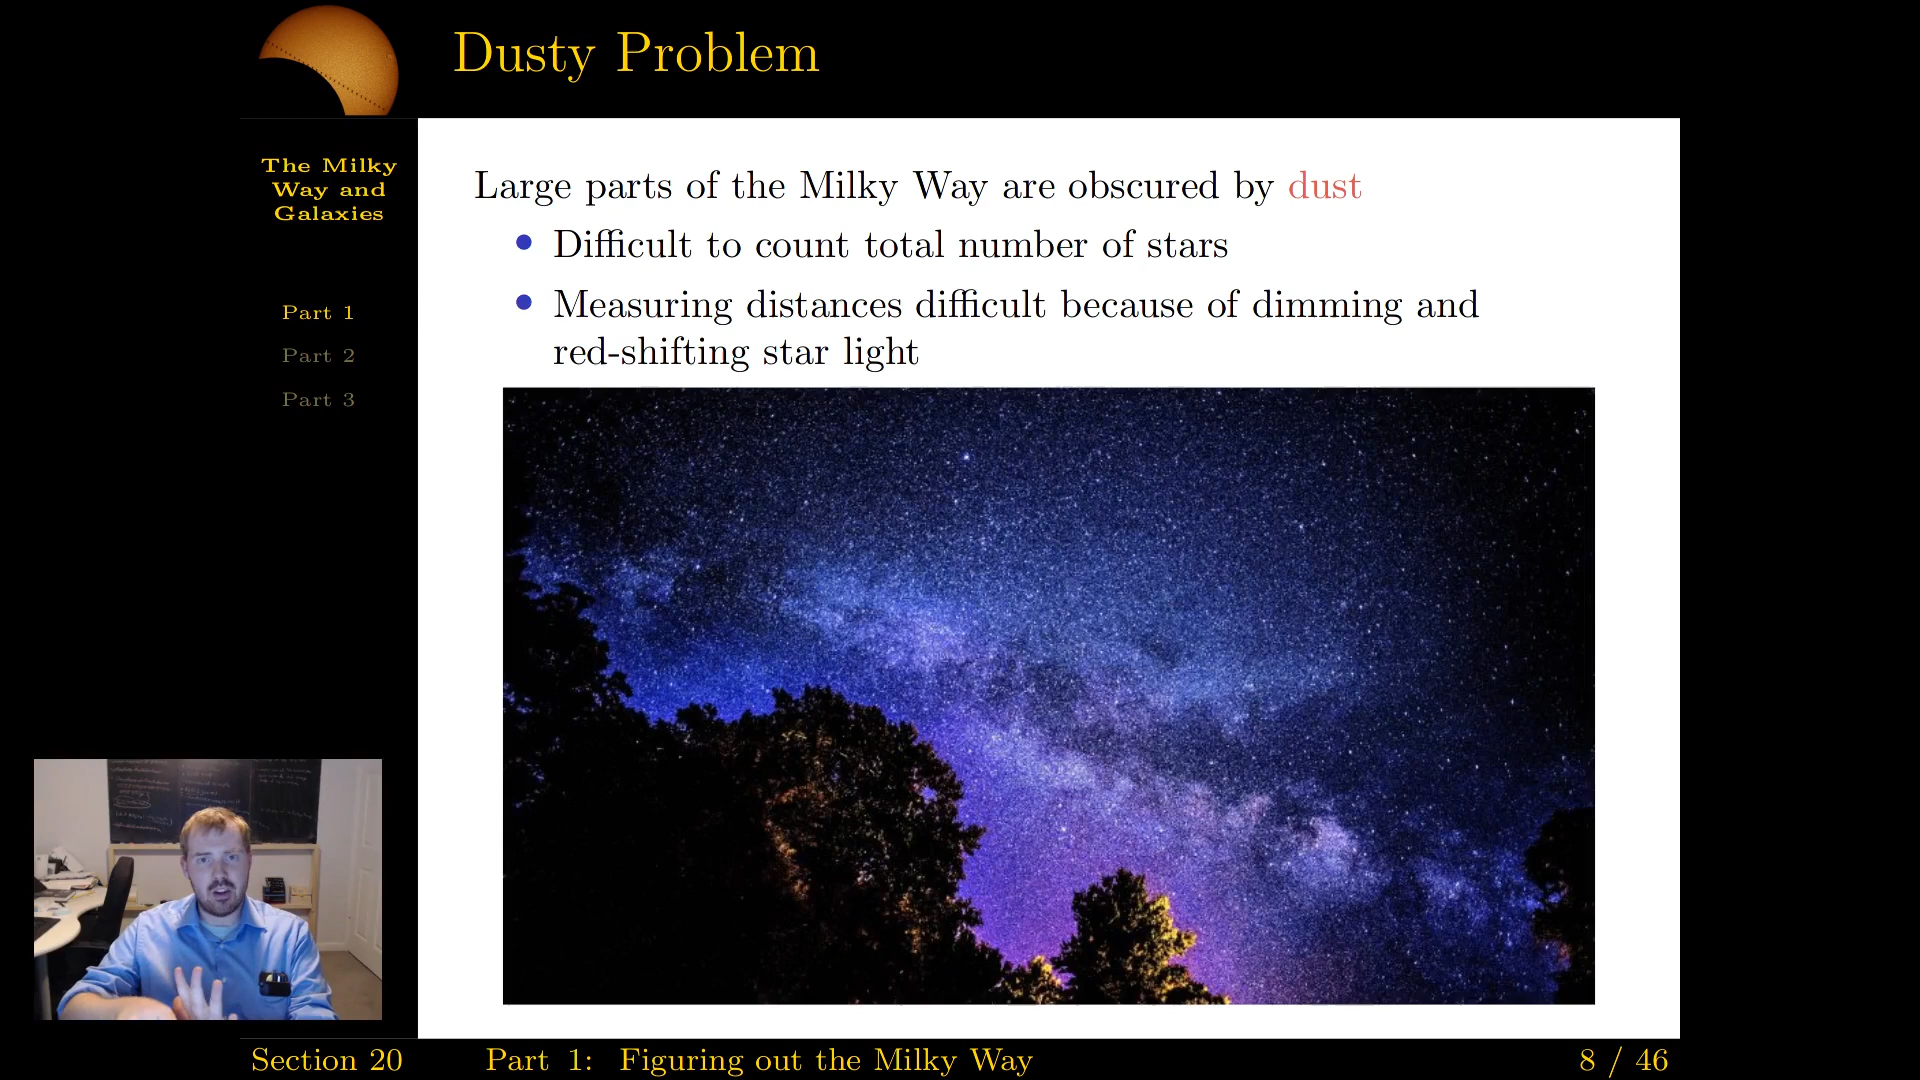 Dusty Problem
The Milky
Way and
Galaxies
Part 1
Part 2
Part 3
Large parts of the Milky Way are obscured by dust
• Difficult to count total number of stars
• Measuring distances difficult because of dimming and
red-shifting star light
Section 20
Part 1: Figuring out the Milky Way
8 / 46